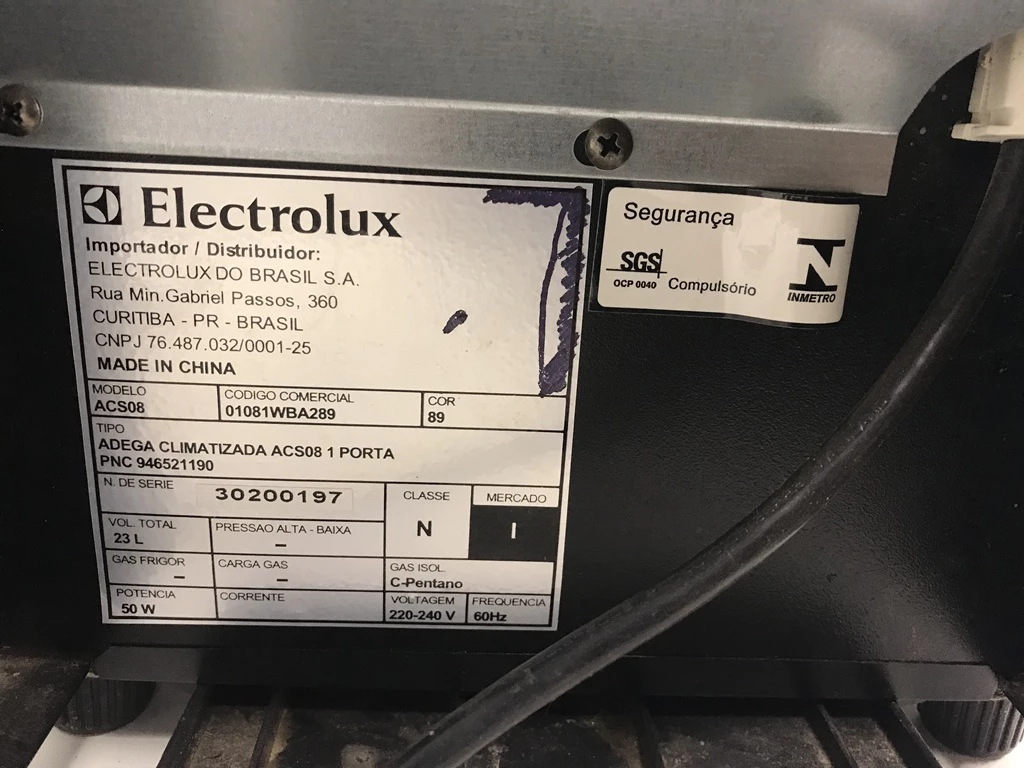 Electrolux
Importador / Distribuidor:
ELECTROLUX DO BRASIL S.A.
Rua Min.Gabriel Passos, 360
CURITIBA - PR - BRASIL
CNPJ 76.487.032/0001-25
MADE IN CHINA
MODELO
ACS08
CODIGO COMERCIAL
01081WBA289
COR
89
TIPO
ADEGA CLIMATIZADA ACS08 1 PORTA
PNC 946521190
N. DE SERIE
30200197
CLASSE
N
MERCADO
I
VOL. TOTAL
23 L
PRESSAO ALTA - BAIXA
–
GAS FRIGOR
–
CARGA GAS
–
GAS ISOL.
C-Pentano
POTENCIA
50 W
CORRENTE
VOLTAGEM
220-240 V
FREQUENCIA
60Hz
Segurança
SGS
OCP 0040
Compulsório
INMETRO